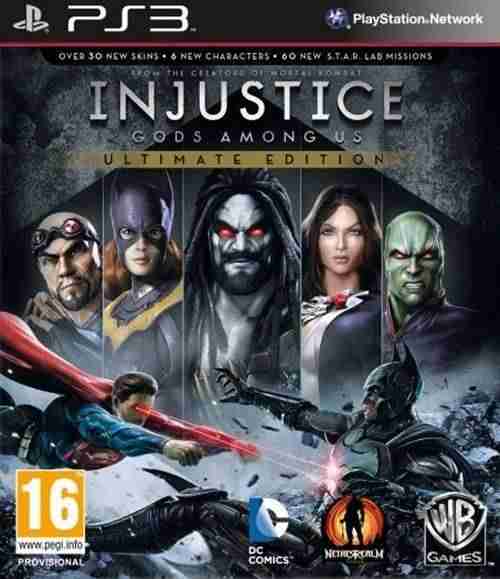 PS3
PlayStation®Network
OVER 30 NEW SKINS • 6 NEW CHARACTERS • 60 NEW S.T.A.R. LAB MISSIONS
FROM THE CREATORS OF MORTAL KOMBAT
INJUSTICE
GODS AMONG US
ULTIMATE EDITION
16
www.pegi.info
PROVISIONAL
DC
COMICS™
NETHERREALM
WB
GAMES